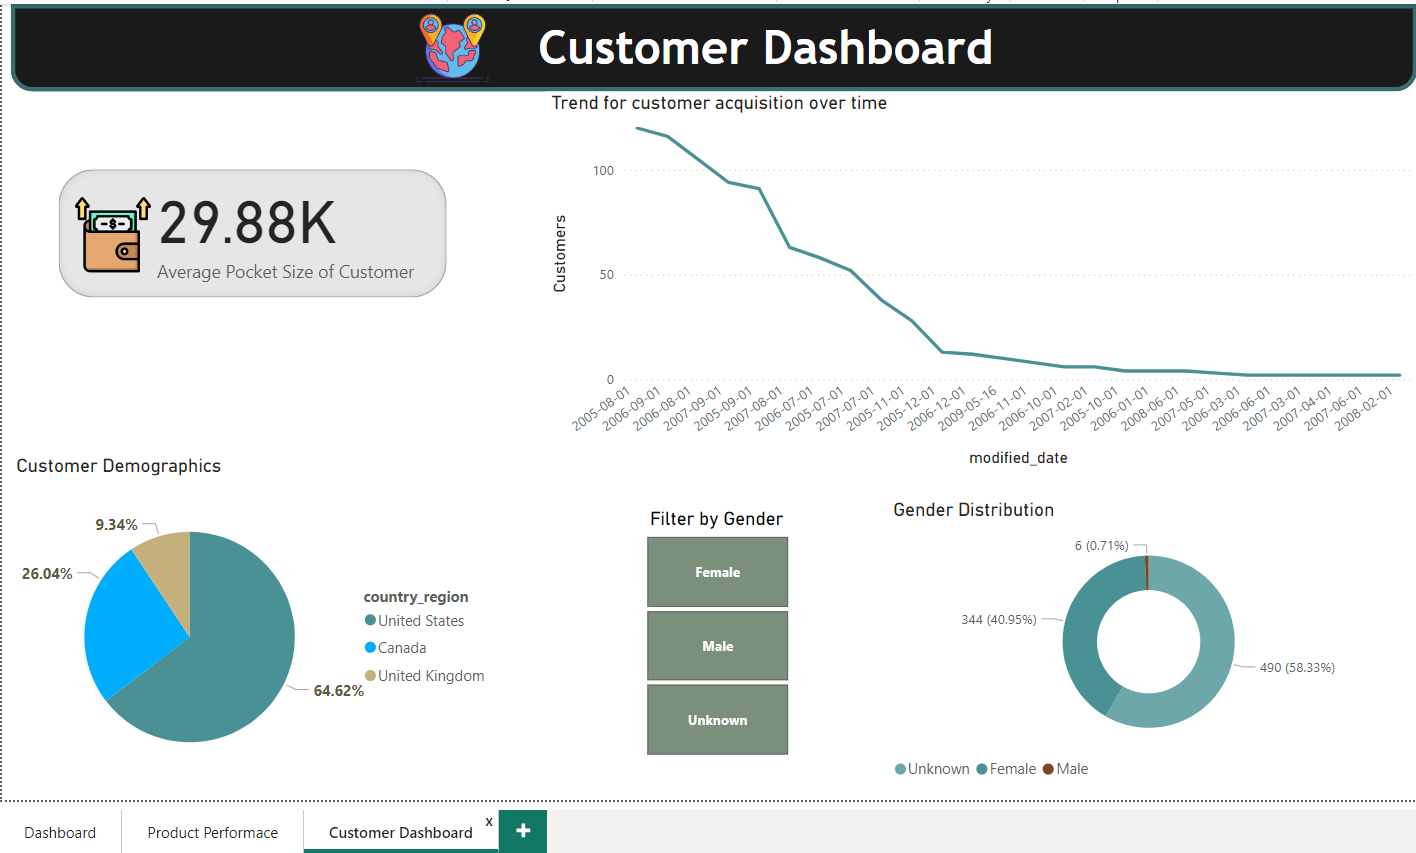 Customer Dashboard
Trend for customer acquisition over time
29.88K
Average Pocket Size of Customer
Customers
100
50
0
2005-08-01
2006-09-01
2006-08-01
2007-09-01
2005-09-01
2007-08-01
2006-07-01
2005-07-01
2007-07-01
2005-11-01
2005-12-01
2006-12-01
2009-05-16
2006-11-01
2006-10-01
2007-02-01
2005-10-01
2006-01-01
2008-06-01
2007-05-01
2006-03-01
2006-06-01
2007-03-01
2007-04-01
2007-06-01
2008-02-01
modified_date
Customer Demographics
9.34%
26.04%
64.62%
country_region
United States
Canada
United Kingdom
Filter by Gender
Female
Male
Unknown
Gender Distribution
6 (0.71%)
344 (40.95%)
490 (58.33%)
Unknown Female Male
Dashboard
Product Performace
Customer Dashboard
x
+